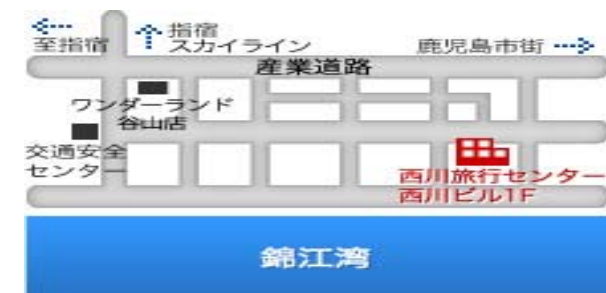 至指宿
指宿
スカイライン
鹿児島市街
産業道路
ワンダーランド
谷山店
交通安全
センター
西川旅行センター
西川ビル1F
錦江湾